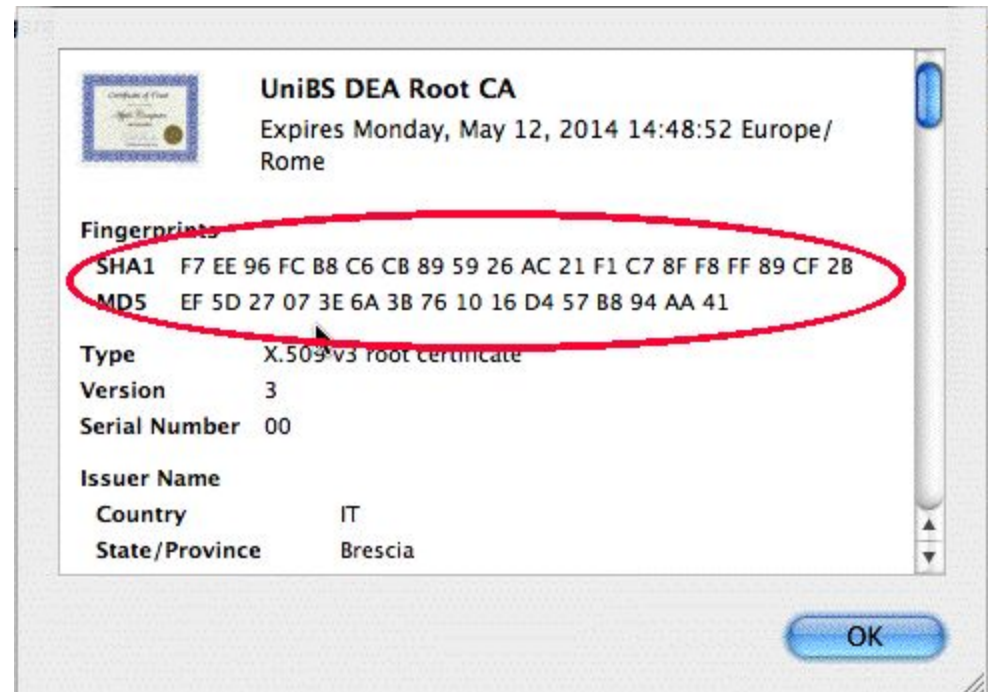 UniBS DEA Root CA
Expires Monday, May 12, 2014 14:48:52 Europe/
Rome
Fingerprints
SHA1 F7 EE 96 FC B8 C6 CB 89 59 26 AC 21 F1 C7 8F F8 FF 89 CF 2B
MD5 EF 5D 27 07 3E 6A 3B 76 10 16 D4 57 B8 94 AA 41
Type X.509 v3 root certificate
Version 3
Serial Number 00
Issuer Name
Country IT
State/Province Brescia
OK